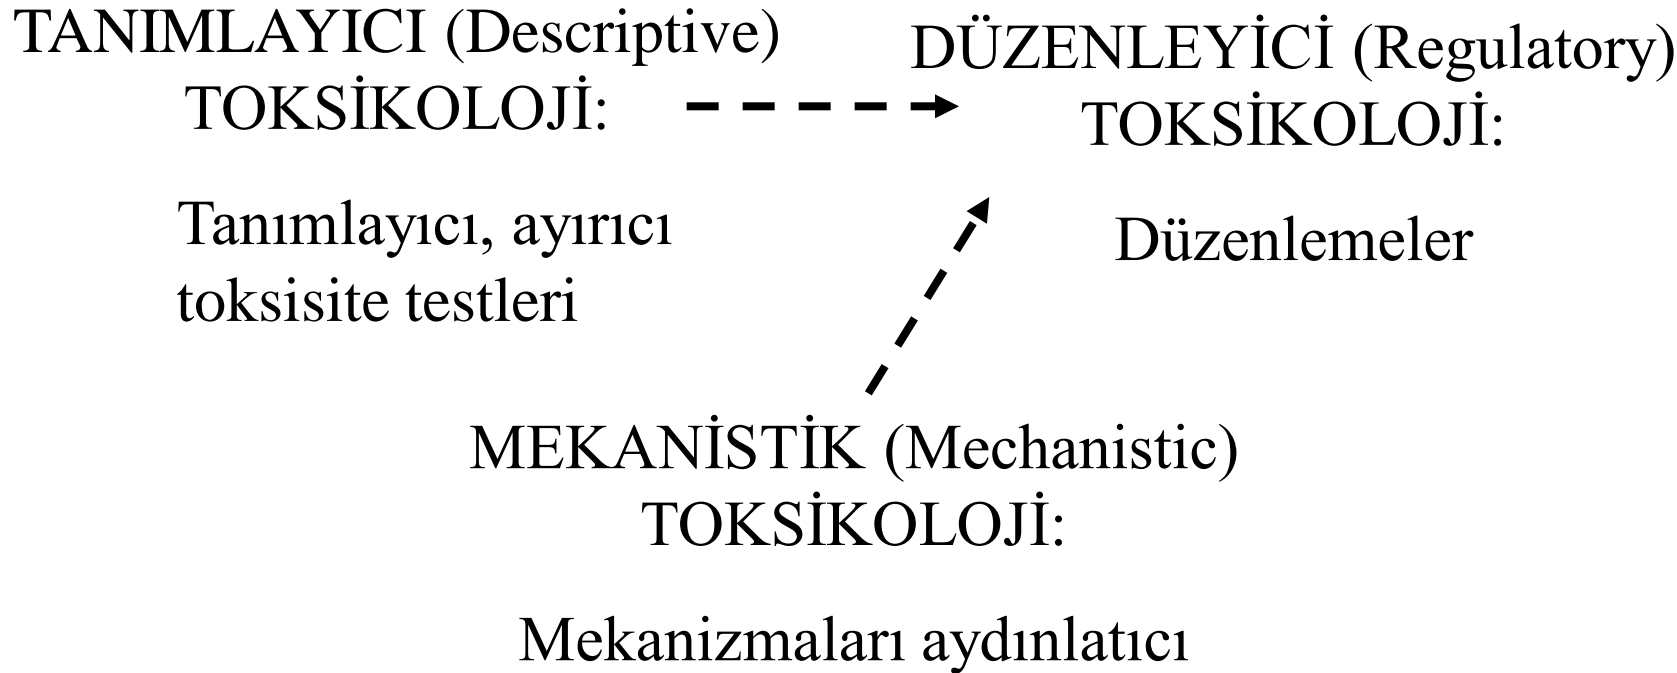 TANIMLAYICI (Descriptive)
TOKSİKOLOJİ:
Tanımlayıcı, ayırıcı
toksisite testleri
DÜZENLEYİCİ (Regulatory)
TOKSİKOLOJİ:
Düzenlemeler
MEKANİSTİK (Mechanistic)
TOKSİKOLOJİ:
Mekanizmaları aydınlatıcı